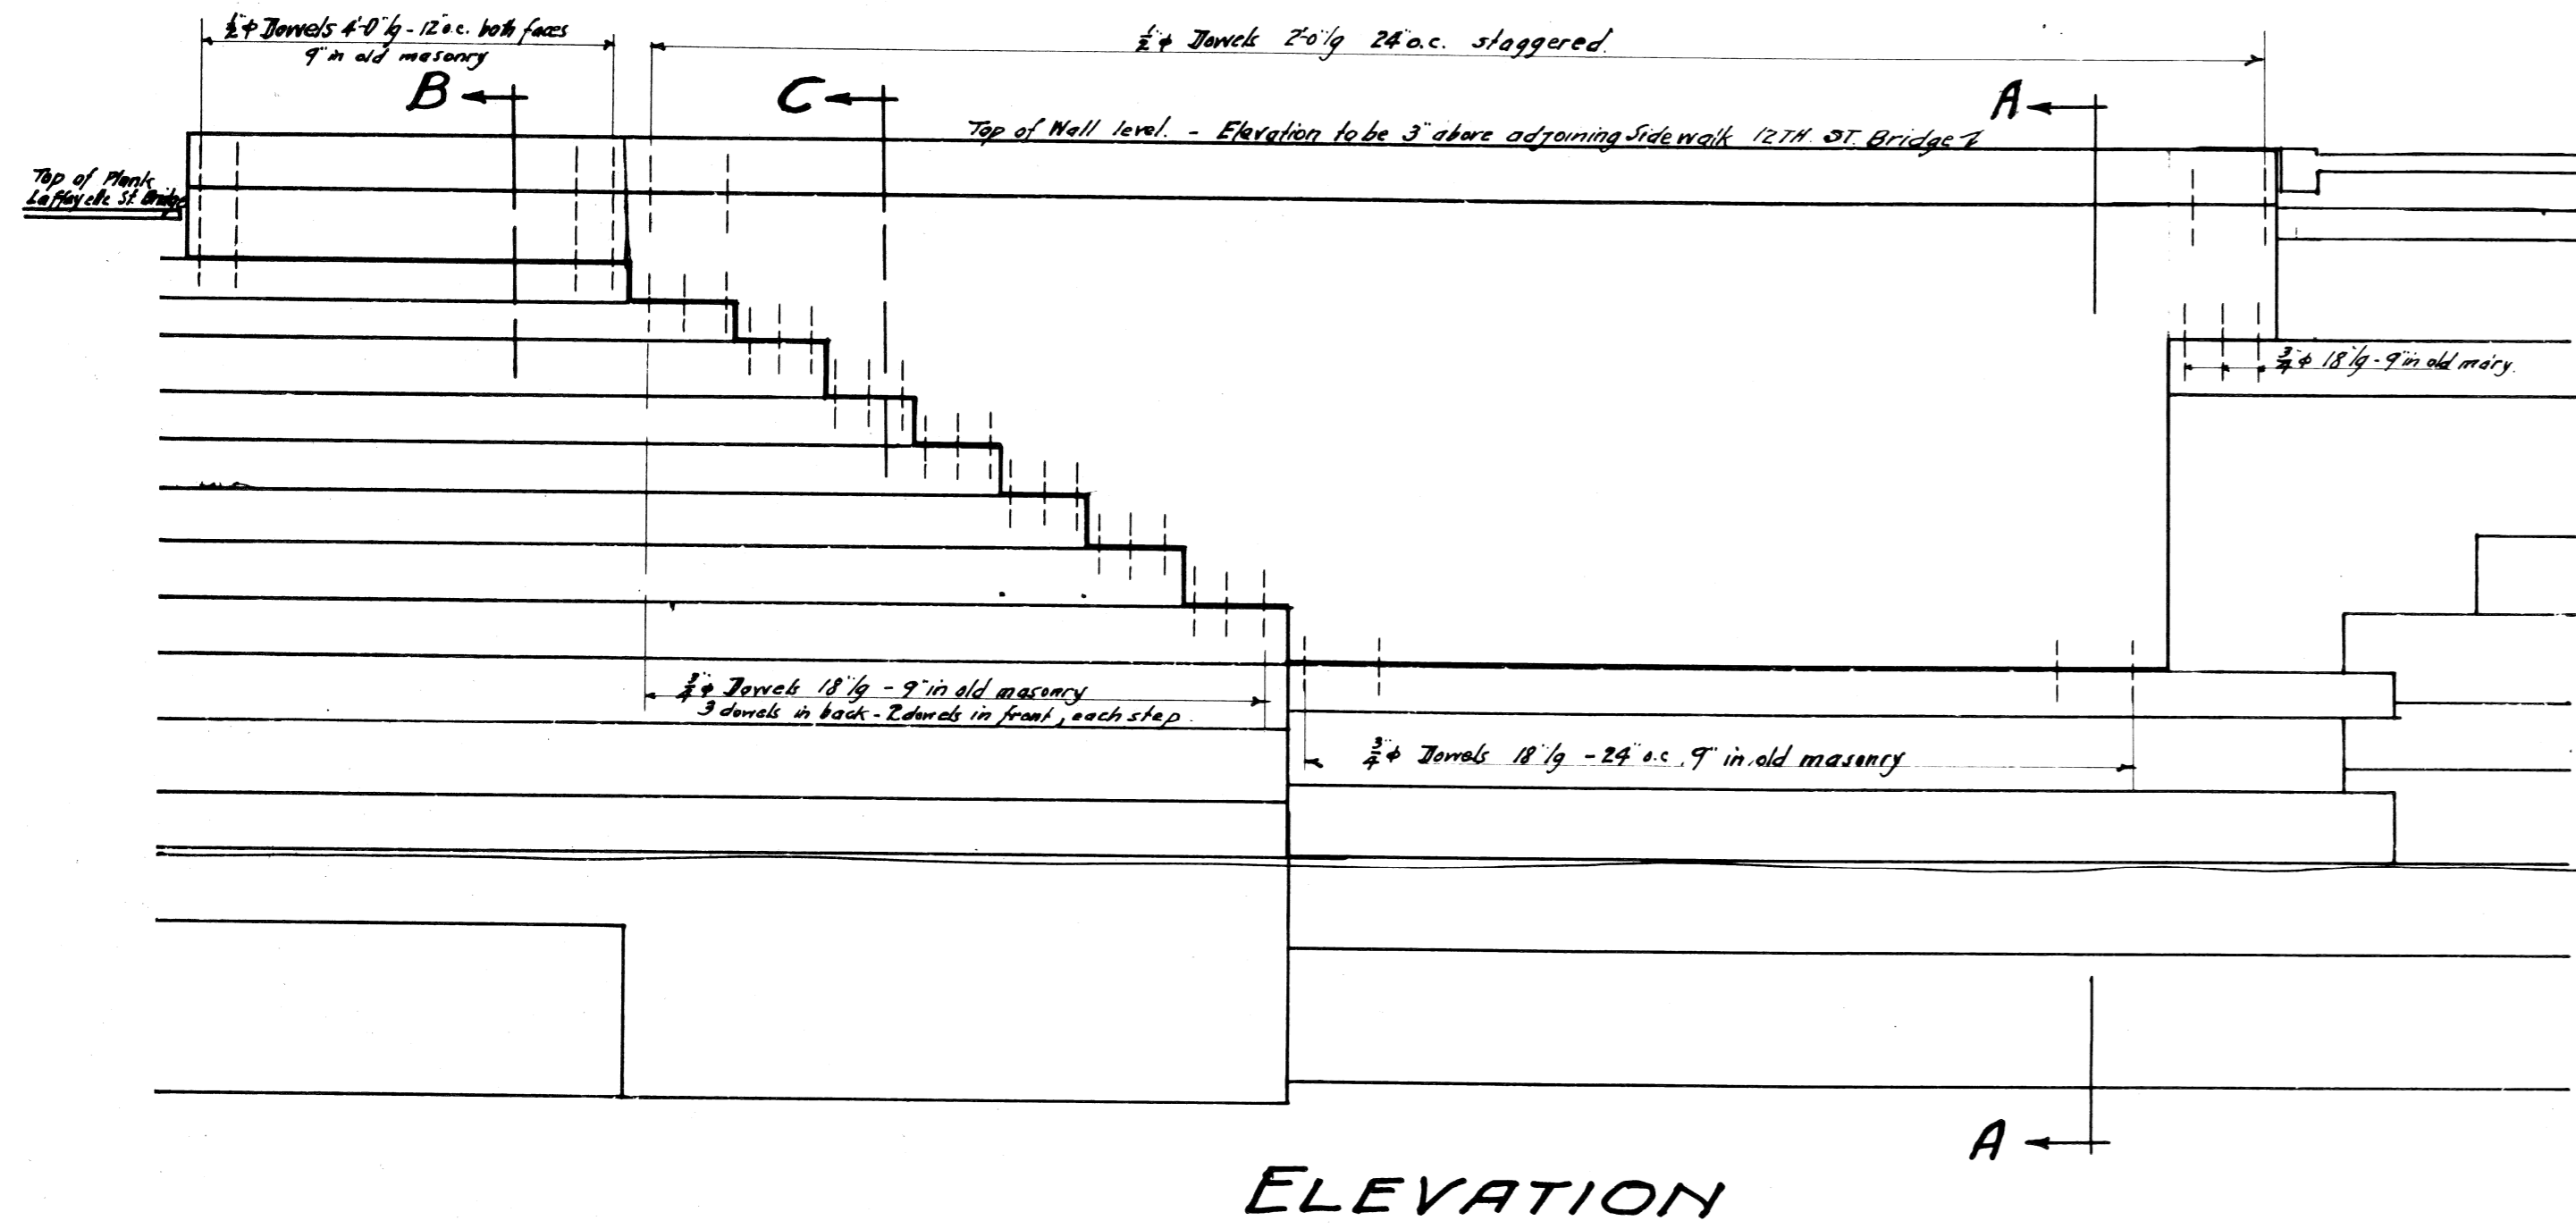 ½"φ Dowels 4'-0"lg - 12"o.c. both faces
9" in old masonry
½"φ Dowels 2'-0"lg 24"o.c. staggered.
B
C
A
Top of Wall level. - Elevation to be 3" above adjoining Sidewalk 12TH. ST. Bridge
Top of Plank
Laffayette St. Bridge
¾"φ 18"lg - 9" in old mas'ry.
¾"φ Dowels 18"lg - 9" in old masonry
3 dowels in back - 2 dowels in front, each step.
¾"φ Dowels 18"lg - 24"o.c. 9" in old masonry
A
ELEVATION